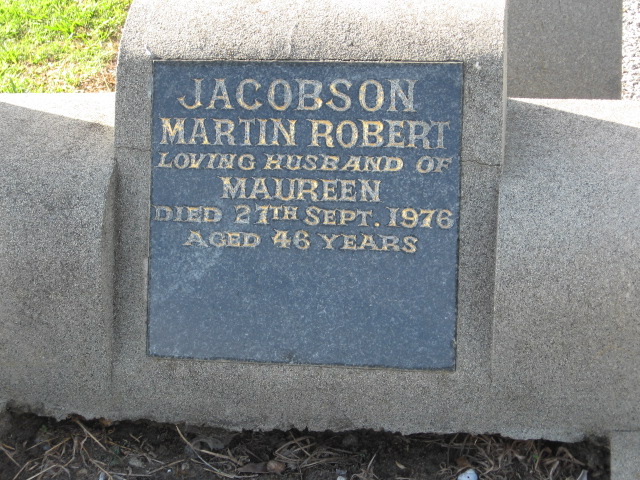 JACOBSON
MARTIN ROBERT
LOVING HUSBAND OF
MAUREEN
DIED 27TH SEPT. 1976
AGED 46 YEARS